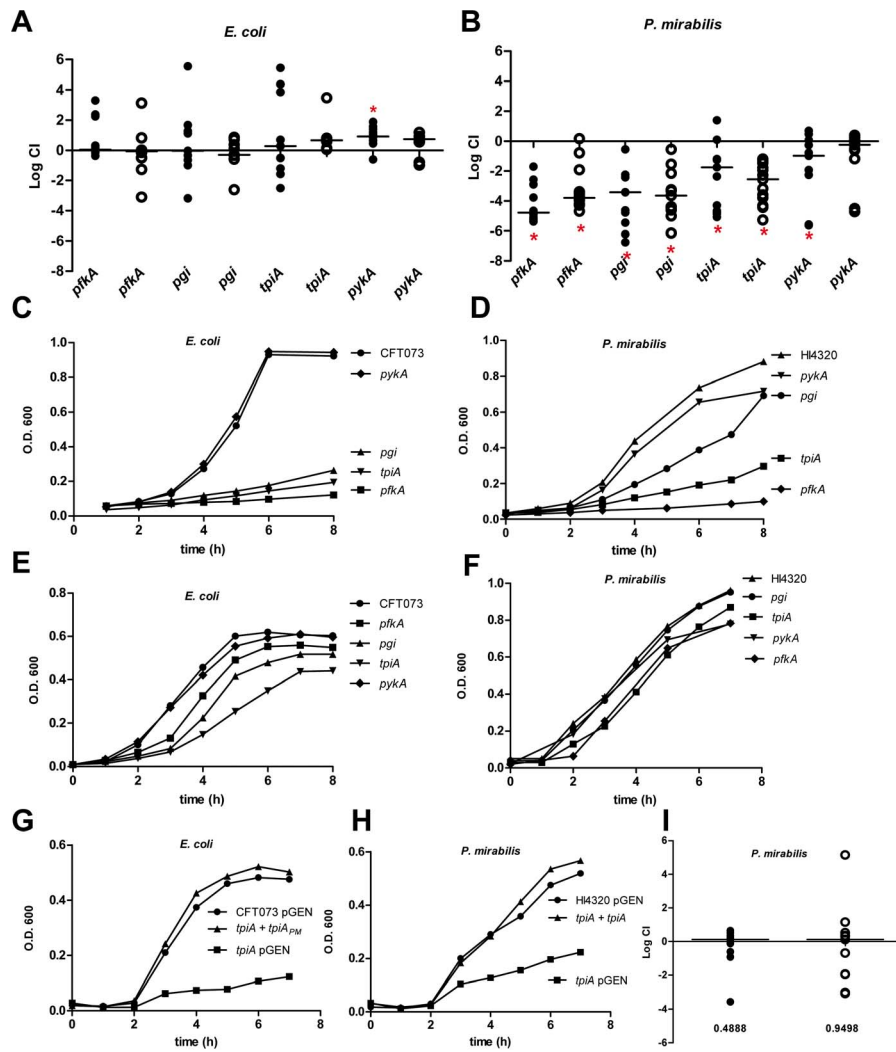 A
E. coli
Log CI
6
4
2
0
-2
-4
-6
-8
*
pfkA pfkA pgi pgi tpiA tpiA pykA pykA
B
P. mirabilis
Log CI
6
4
2
0
-2
-4
-6
-8
* * * * * * *
pfkA pfkA pgi pgi tpiA tpiA pykA pykA
C
E. coli
O.D. 600
1.0
0.8
0.6
0.4
0.2
0.0
0 2 4 6 8
time (h)
CFT073
pykA
pgi
tpiA
pfkA
D
P. mirabilis
O.D. 600
1.0
0.8
0.6
0.4
0.2
0.0
0 2 4 6 8
time (h)
HI4320
pykA
pgi
tpiA
pfkA
E
E. coli
O.D. 600
0.8
0.6
0.4
0.2
0.0
0 2 4 6 8
time (h)
CFT073
pfkA
pgi
tpiA
pykA
F
P. mirabilis
O.D. 600
1.0
0.8
0.6
0.4
0.2
0.0
0 2 4 6 8
time (h)
HI4320
pgi
tpiA
pykA
pfkA
G
E. coli
O.D. 600
0.6
0.4
0.2
0.0
0 2 4 6 8
time (h)
CFT073 pGEN
tpiA + tpiAPM
tpiA pGEN
H
P. mirabilis
O.D. 600
0.6
0.4
0.2
0.0
0 2 4 6 8
time (h)
HI4320 pGEN
tpiA + tpiA
tpiA pGEN
I
P. mirabilis
Log CI
6
4
2
0
-2
-4
-6
0.4888 0.9498